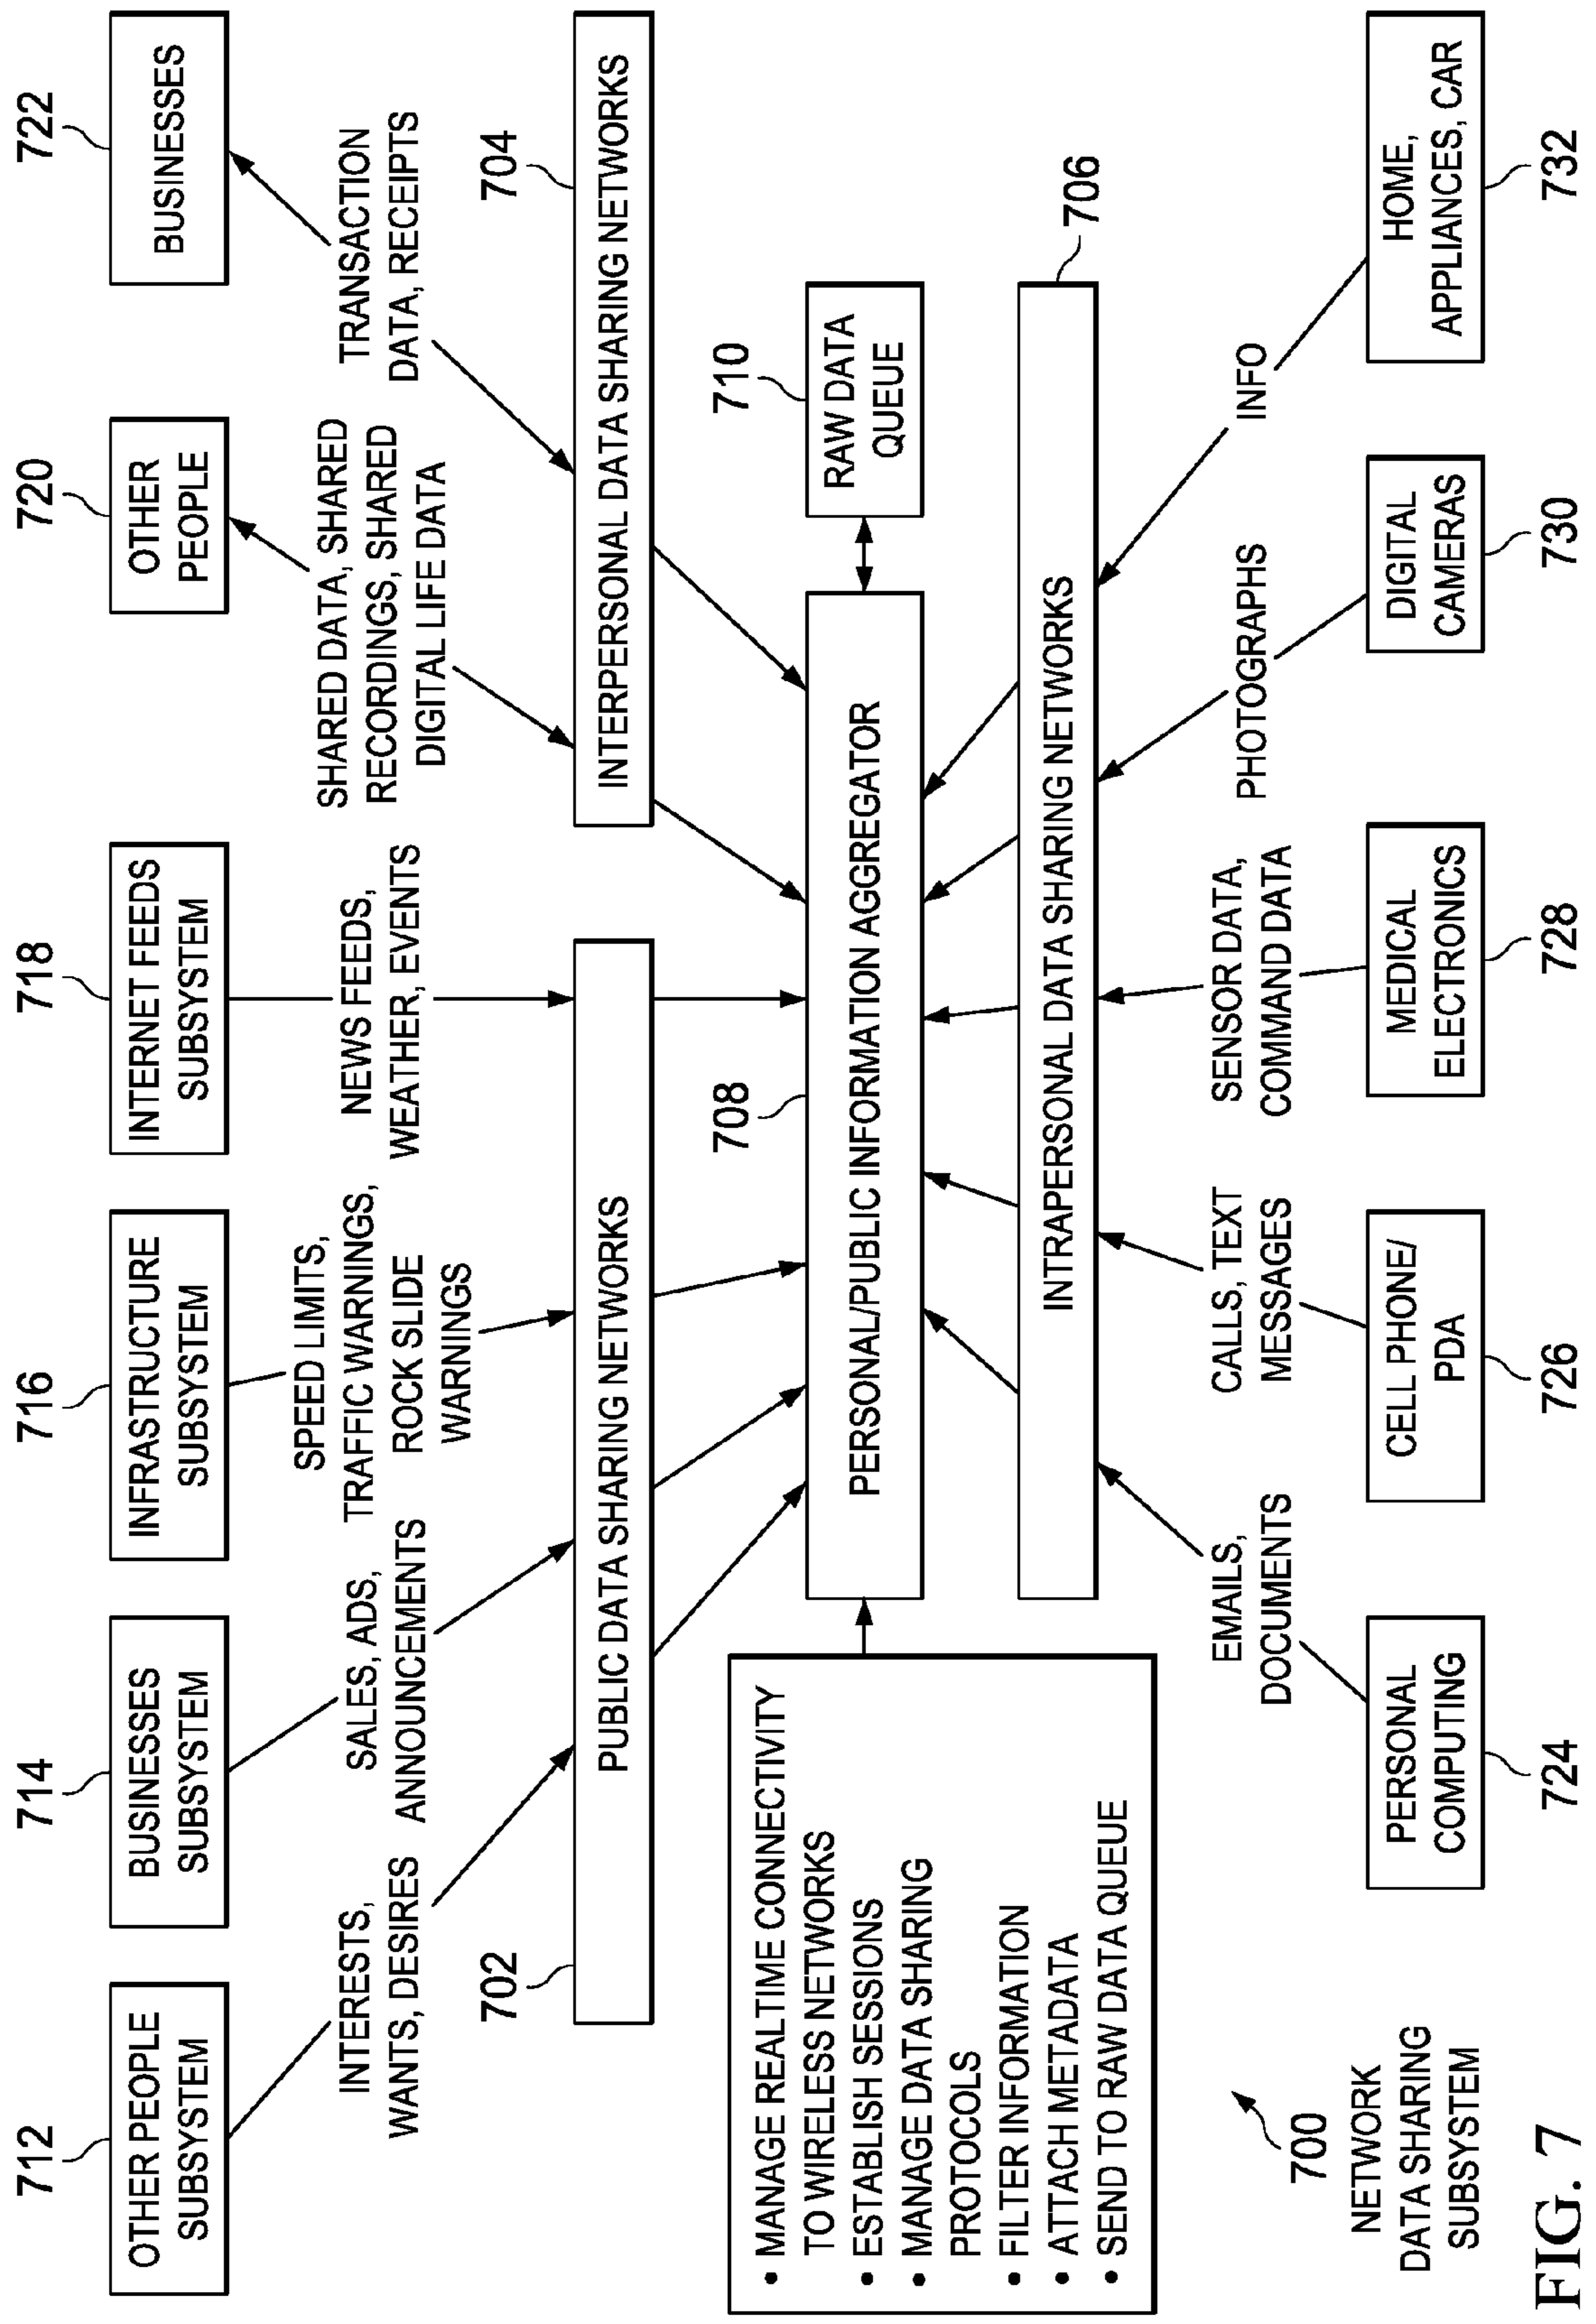 712
714
716
718
720
722
OTHER PEOPLE
SUBSYSTEM
BUSINESSES
SUBSYSTEM
INFRASTRUCTURE
SUBSYSTEM
INTERNET FEEDS
SUBSYSTEM
OTHER
PEOPLE
BUSINESSES
INTERESTS,
WANTS, DESIRES
SALES, ADS,
ANNOUNCEMENTS
SPEED LIMITS,
TRAFFIC WARNINGS,
ROCK SLIDE
WARNINGS
NEWS FEEDS,
WEATHER, EVENTS
SHARED DATA, SHARED
RECORDINGS, SHARED
DIGITAL LIFE DATA
TRANSACTION
DATA, RECEIPTS
702
704
PUBLIC DATA SHARING NETWORKS
INTERPERSONAL DATA SHARING NETWORKS
708
710
• MANAGE REALTIME CONNECTIVITY
TO WIRELESS NETWORKS
• ESTABLISH SESSIONS
• MANAGE DATA SHARING
PROTOCOLS
• FILTER INFORMATION
• ATTACH METADATA
• SEND TO RAW DATA QUEUE
PERSONAL/PUBLIC INFORMATION AGGREGATOR
RAW DATA
QUEUE
706
INTRAPERSONAL DATA SHARING NETWORKS
EMAILS,
DOCUMENTS
CALLS, TEXT
MESSAGES
SENSOR DATA,
COMMAND DATA
PHOTOGRAPHS
INFO
PERSONAL
COMPUTING
CELL PHONE/
PDA
MEDICAL
ELECTRONICS
DIGITAL
CAMERAS
HOME,
APPLIANCES, CAR
724
726
728
730
732
700
NETWORK
DATA SHARING
SUBSYSTEM
FIG. 7